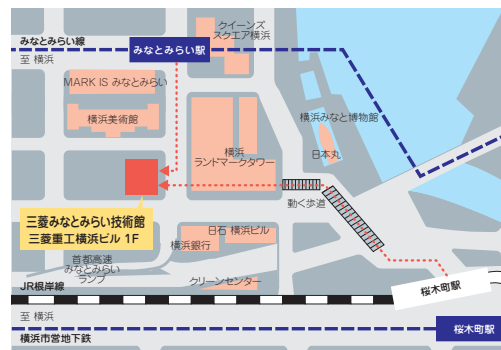 クイーンズ
スクエア横浜
みなとみらい線
みなとみらい駅
至 横浜
MARK IS みなとみらい
横浜美術館
横浜みなと博物館
日本丸
横浜
ランドマークタワー
動く歩道
三菱みなとみらい技術館
三菱重工横浜ビル 1F
日石 横浜ビル
横浜銀行
首都高速
みなとみらい
ランプ
クリーンセンター
JR根岸線
桜木町駅
至 横浜
桜木町駅
横浜市営地下鉄